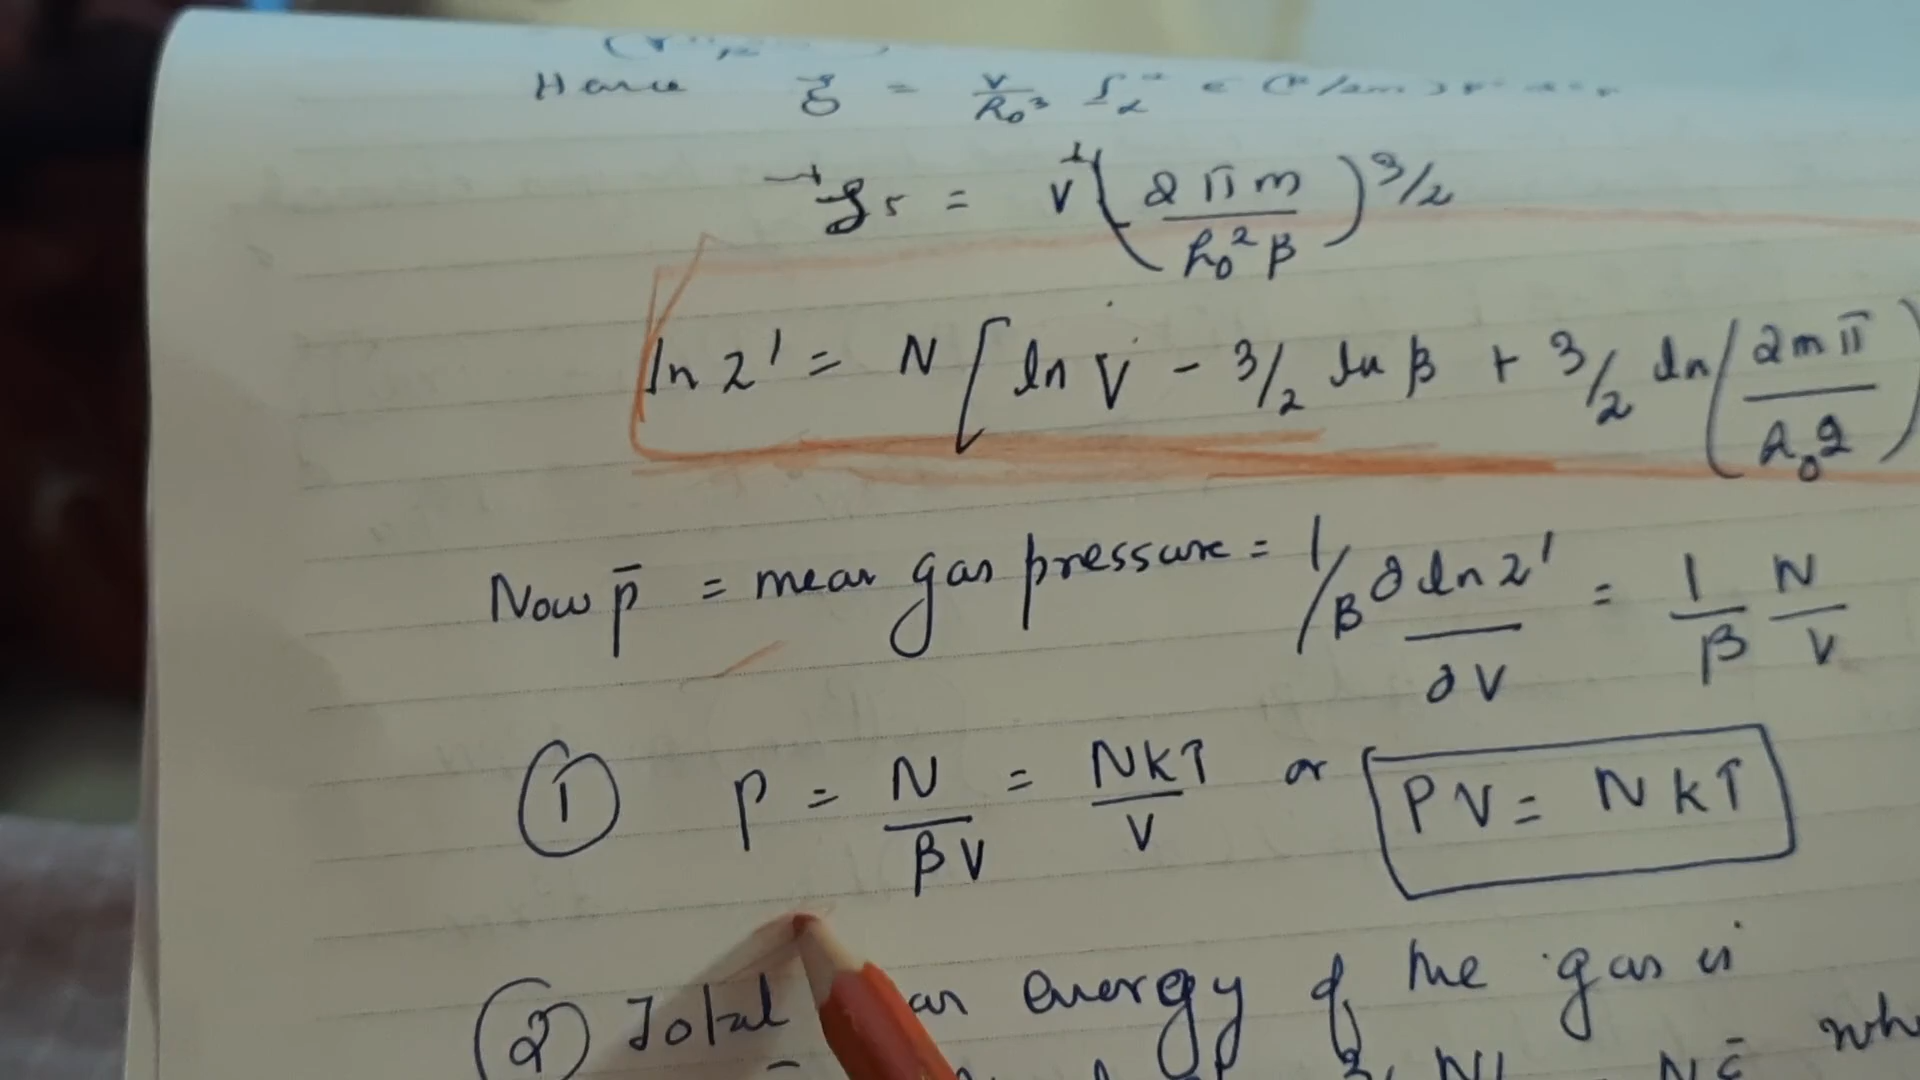 Hence ξ = V/h₀³
ξ = V (2πm / h₀²β)^3/2
ln Z' = N [ ln V - 3/2 ln β + 3/2 ln (2mπ / h₀²)
Now p̄ = mean gas pressure = 1/β ∂ ln Z' / ∂V = 1/β N/V
① P = N/βV = NkT/V or PV = NkT
② Total energy of the gas is